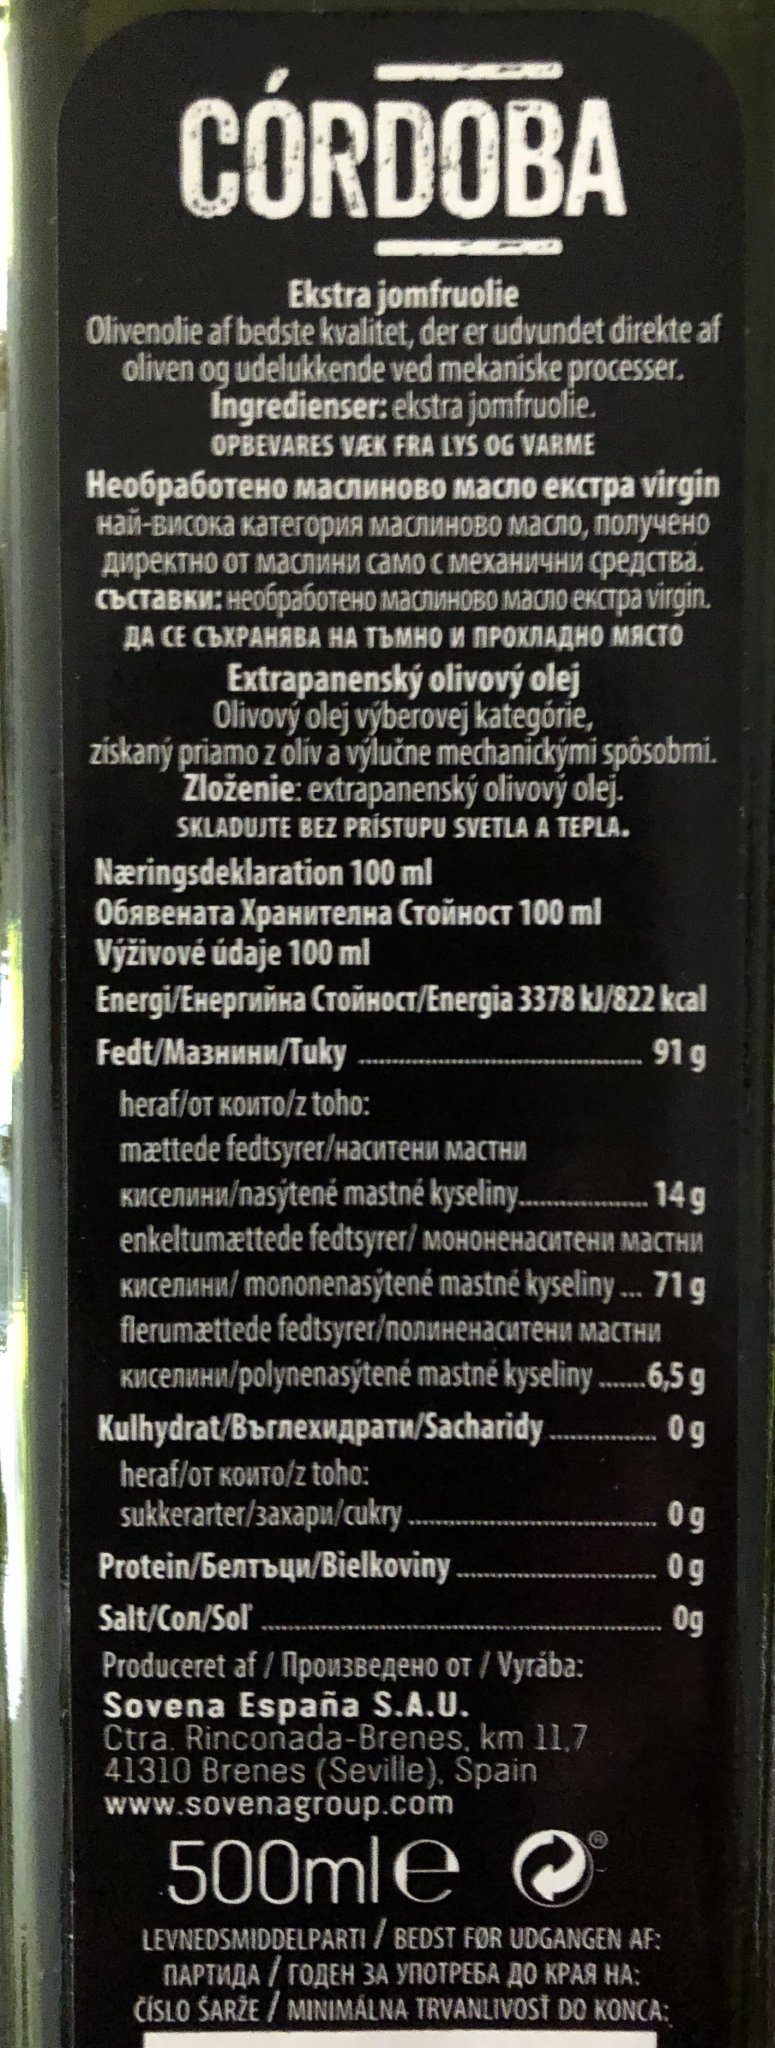 CÓRDOBA
Ekstra jomfruolie
Olivenolie af bedste kvalitet, der er udvundet direkte af
oliven og udelukkende ved mekaniske processer.
Ingredienser: ekstra jomfruolie.
OPBEVARES VÆK FRA LYS OG VARME
Необработено маслиново масло екстра virgin
най-висока категория маслиново масло, получено
директно от маслини само с механични средства.
съставки: необработено маслиново масло екстра virgin.
ДА СЕ СЪХРАНЯВА НА ТЪМНО И ПРОХЛАДНО МЯСТО
Extrapanenský olivový olej
Olivový olej výberovej kategórie,
získaný priamo z olív a výlučne mechanickými spôsobmi.
Zloženie: extrapanenský olivový olej.
SKLADUJTE BEZ PRÍSTUPU SVETLA A TEPLA.
Næringsdeklaration 100 ml
Обявената Хранителна Стойност 100 ml
Výživové údaje 100 ml
Energi/Енергийна Стойност/Energia 3378 kJ/822 kcal
Fedt/Мазнини/Tuky ........................................ 91 g
heraf/от които/z toho:
mættede fedtsyrer/наситени мастни
киселини/nasýtené mastné kyseliny.................. 14 g
enkeltumættede fedtsyrer/ мононенаситени мастни
киселини/ mononenasýtené mastné kyseliny ... 71 g
flerumættede fedtsyrer/полиненаситени мастни
киселини/polynenasýtené mastné kyseliny .......6,5 g
Kulhydrat/Въглехидрати/Sacharidy ............... 0 g
heraf/от които/z toho:
sukkerarter/захари/cukry ................................... 0 g
Protein/Белтъци/Bielkoviny ............................ 0 g
Salt/Сол/Soľ ......................................................... 0g
Produceret af / Произведено от / Vyrába:
Sovena España S.A.U.
Ctra. Rinconada-Brenes, km 11,7
41310 Brenes (Seville), Spain
www.sovenagroup.com
500ml e ®
LEVNEDSMIDDELPARTI / BEDST FØR UDGANGEN AF:
ПАРТИДА / ГОДЕН ЗА УПОТРЕБА ДО КРАЯ НА:
ČÍSLO ŠARŽE / MINIMÁLNA TRVANLIVOSŤ DO KONCA: